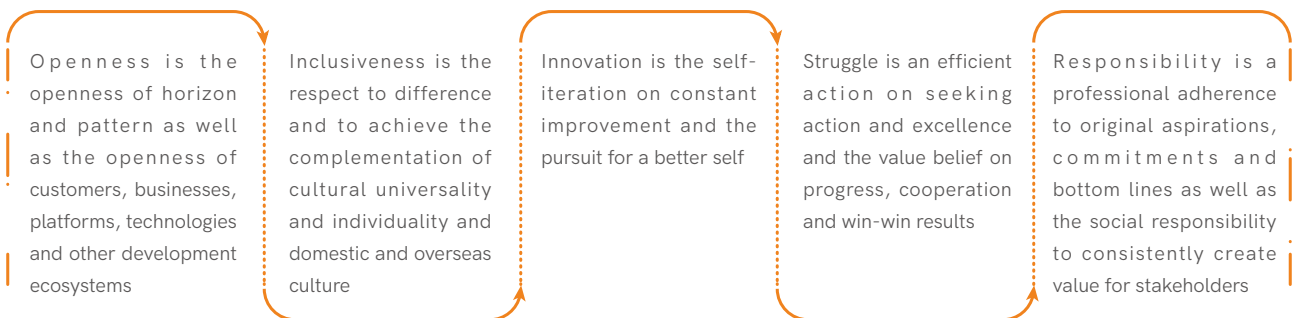 Openness is the
openness of horizon
and pattern as well
as the openness of
customers, businesses,
platforms, technologies
and other development
ecosystems
Inclusiveness is the
respect to difference
and to achieve the
complementation of
cultural universality
and individuality and
domestic and overseas
culture
Innovation is the self-
iteration on constant
improvement and the
pursuit for a better self
Struggle is an efficient
action on seeking
action and excellence
and the value belief on
progress, cooperation
and win-win results
Responsibility is a
professional adherence
to original aspirations,
commitments and
bottom lines as well as
the social responsibility
to consistently create
value for stakeholders